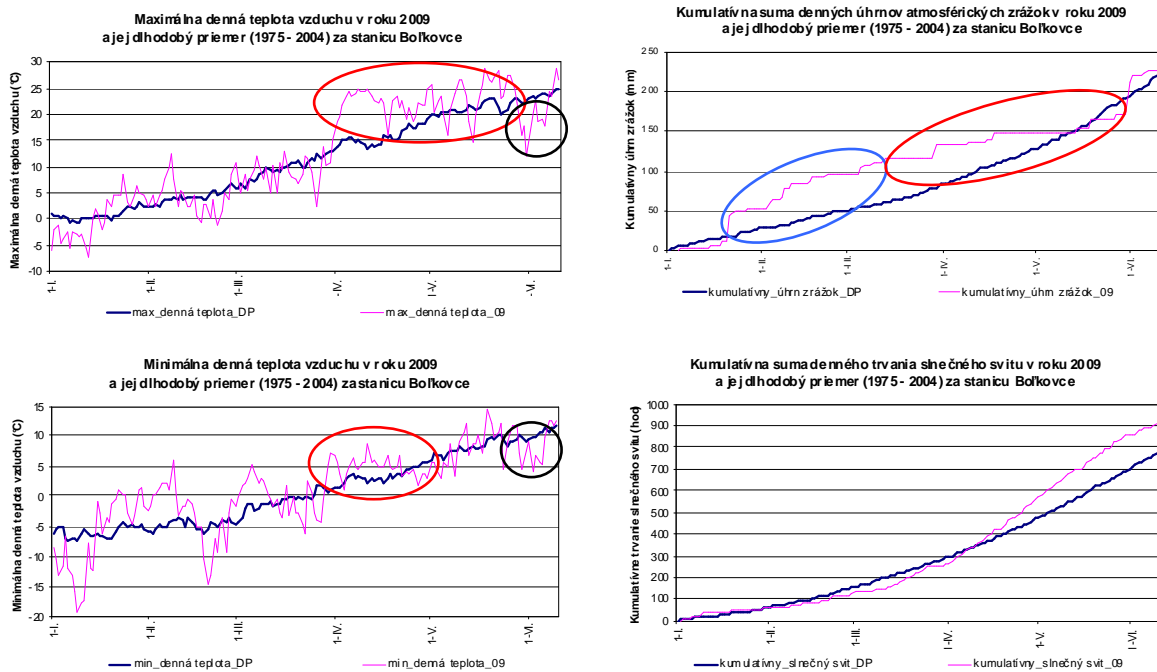 Maximálna denná teplota vzduchu v roku 2009
a jej dlhodobý priemer (1975 - 2004) za stanicu Boľkovce
Maximálna denná teplota vzduchu (°C)
30
25
20
15
10
5
0
-5
-10
1-I.
1-II.
1-III.
-IV.
I-V.
-VI.
max_denná teplota_DP
max_denná teplota_09
Kumulatívna suma denných úhrnov atmosférických zrážok v roku 2009
a jej dlhodobý priemer (1975 - 2004) za stanicu Boľkovce
Kumulatívny úhrn zrážok (mm)
250
200
150
100
50
0
1-I.
1-II.
1-III.
I-IV.
1-V.
I-VI.
kumulatívny_úhrn zrážok_DP
kumulatívny_úhrn zrážok_09
Minimálna denná teplota vzduchu v roku 2009
a jej dlhodobý priemer (1975 - 2004) za stanicu Boľkovce
Minimálna denná teplota vzduchu (°C)
15
10
5
0
-5
-10
-15
-20
1-I.
1-II.
1-III.
1-IV.
1-V.
1-VI.
min_denná teplota_DP
min_demá teplota_09
Kumulatívna suma denného trvania slnečného svitu v roku 2009
a jej dlhodobý priemer (1975 - 2004) za stanicu Boľkovce
Kumulatívne trvanie slnečného svitu (hod)
1000
900
800
700
600
500
400
300
200
100
0
1-I.
1-II.
1-III.
I-IV.
1-V.
1-VI.
kumulatívny_slnečný svit_DP
kumulatívny_slnečný svit_09